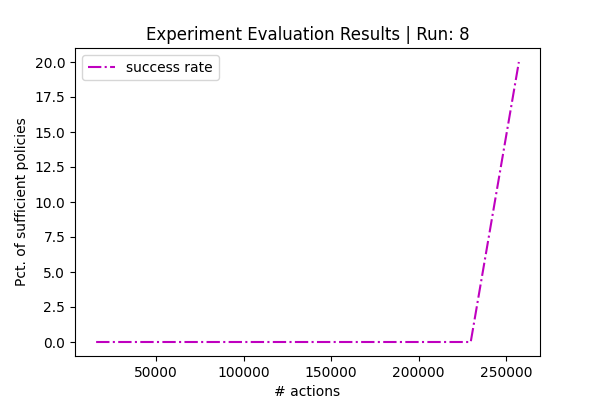 Experiment Evaluation Results | Run: 8
success rate
Pct. of sufficient policies
20.0
17.5
15.0
12.5
10.0
7.5
5.0
2.5
0.0
50000 100000 150000 200000 250000
# actions